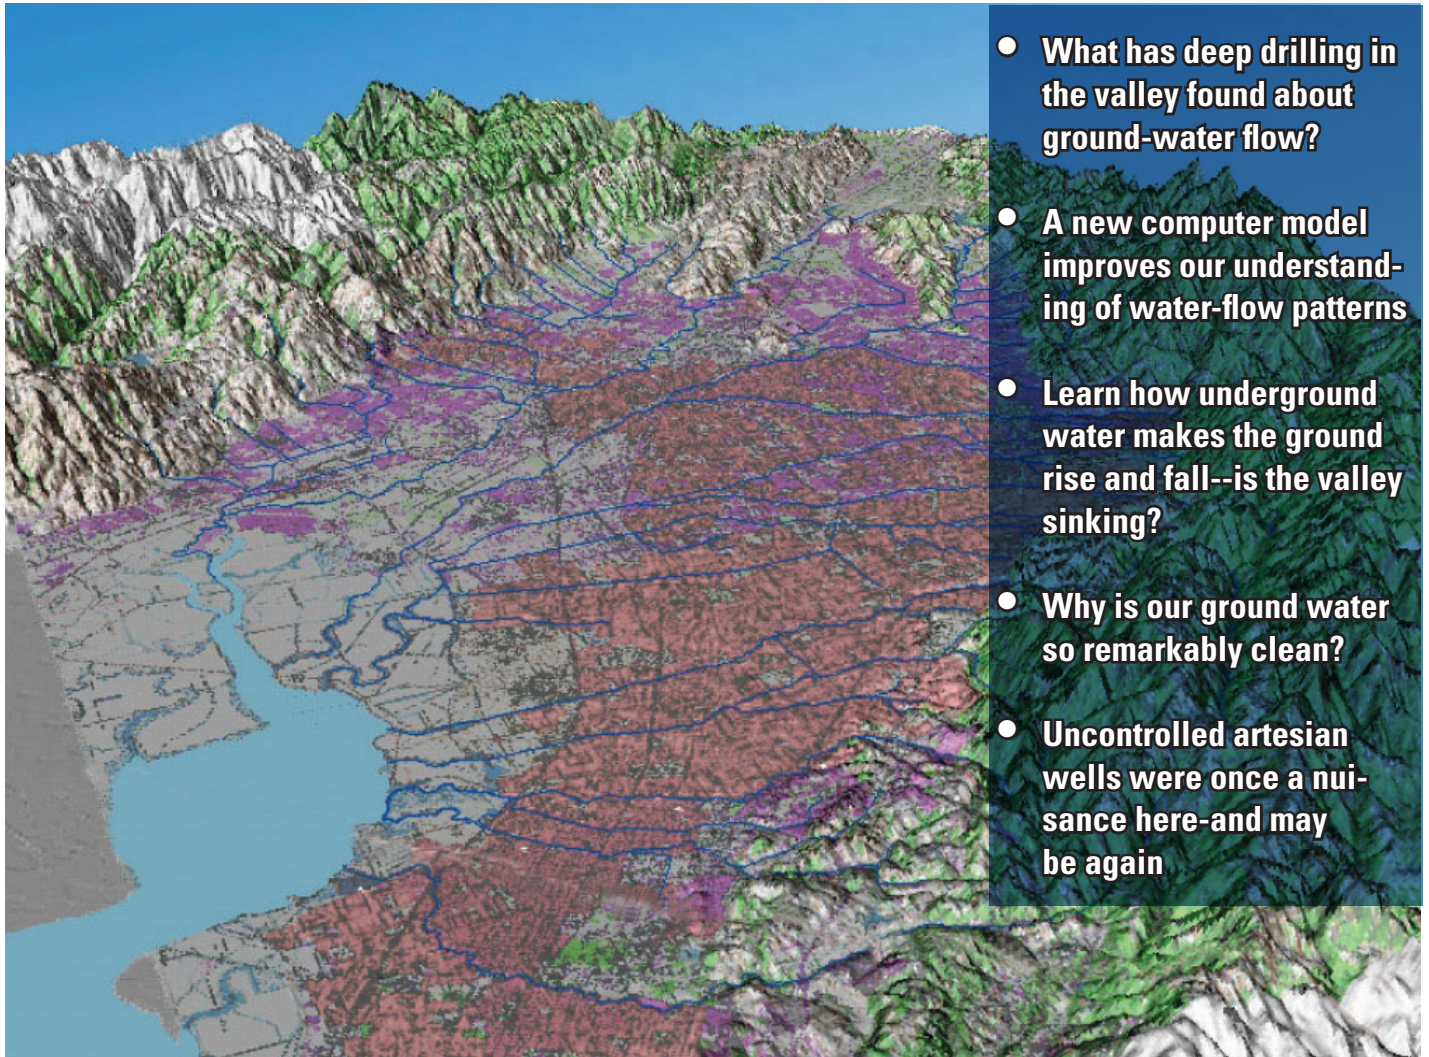 ● What has deep drilling in
the valley found about
ground-water flow?
● A new computer model
improves our understand-
ing of water-flow patterns
● Learn how underground
water makes the ground
rise and fall--is the valley
sinking?
● Why is our ground water
so remarkably clean?
● Uncontrolled artesian
wells were once a nui-
sance here-and may
be again